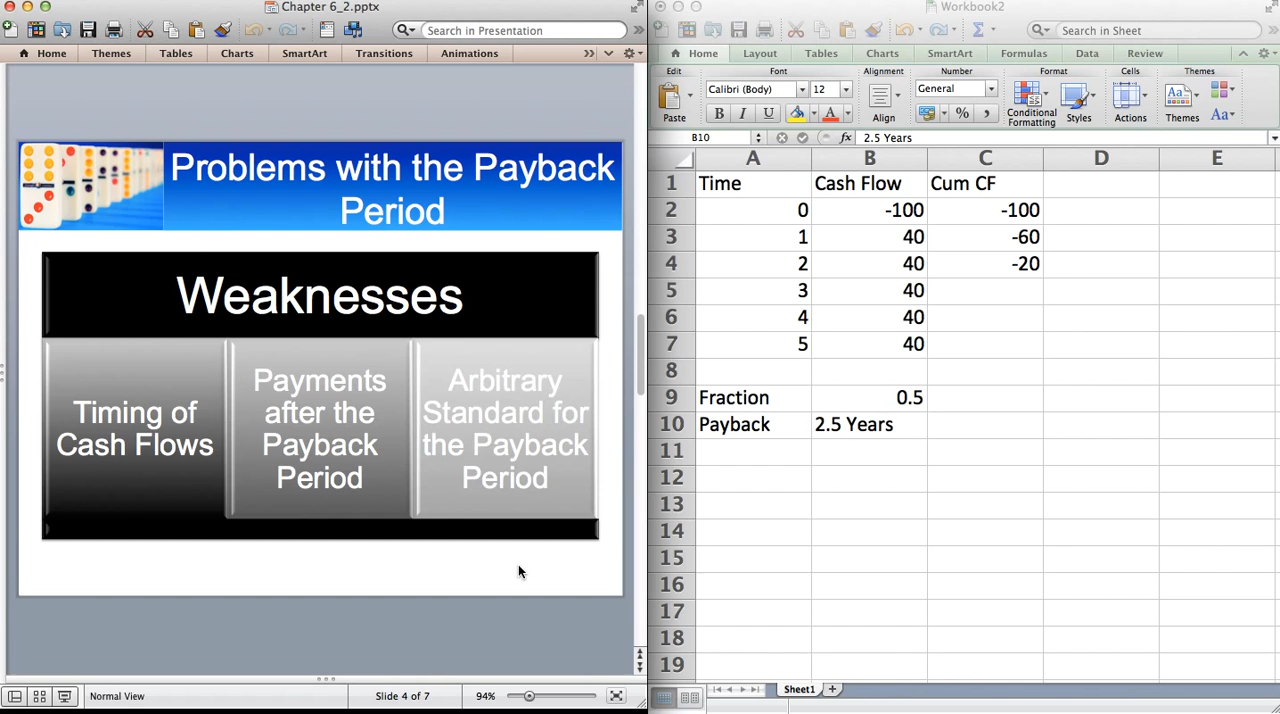 Chapter 6_2.pptx
Search in Presentation
Home Themes Tables Charts SmartArt Transitions Animations
Problems with the Payback
Period
Weaknesses
Timing of
Cash Flows
Payments
after the
Payback
Period
Arbitrary
Standard for
the Payback
Period
Normal View Slide 4 of 7 94%
Workbook2
Search in Sheet
Home Layout Tables Charts SmartArt Formulas Data Review
Edit Font Alignment Number Format Cells Themes
Calibri (Body) 12 General
B I U A % Aa
Paste Align Conditional
Formatting Styles Actions Themes Aa
B10 fx 2.5 Years
A B C D E
1 Time Cash Flow Cum CF
2 0 -100 -100
3 1 40 -60
4 2 40 -20
5 3 40
6 4 40
7 5 40
8
9 Fraction 0.5
10 Payback 2.5 Years
11
12
13
14
15
16
17
18
19
Sheet1